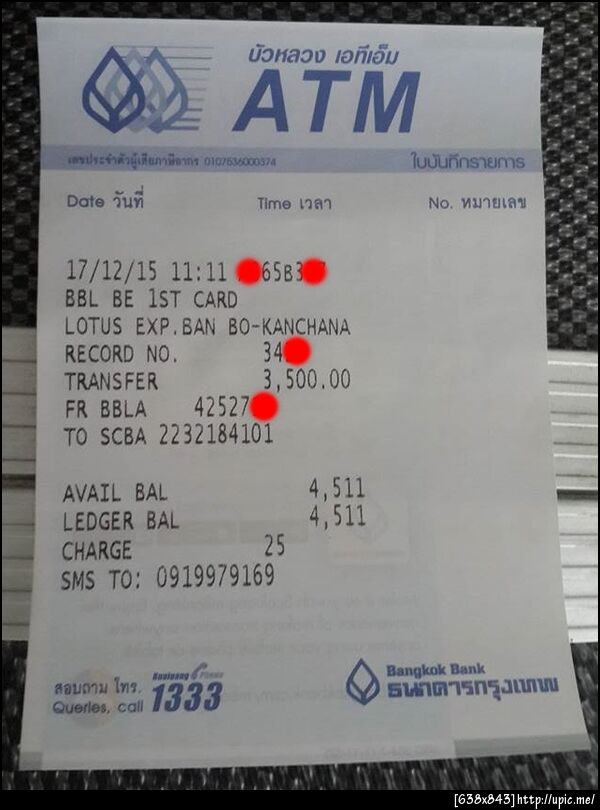 บัวหลวง เอทีเอ็ม
ATM
เลขประจำตัวผู้เสียภาษีอากร 0107536000374 ใบบันทึกรายการ
Date วันที่ Time เวลา No. หมายเลข
17/12/15 11:11 65B3
BBL BE 1ST CARD
LOTUS EXP.BAN BO-KANCHANA
RECORD NO. 34
TRANSFER 3,500.00
FR BBLA 42527
TO SCBA 2232184101
AVAIL BAL 4,511
LEDGER BAL 4,511
CHARGE 25
SMS TO: 0919979169
สอบถาม โทร. Bualuang Phone
Queries, call 1333
Bangkok Bank
ธนาคารกรุงเทพ
[638x843]http://upic.me/